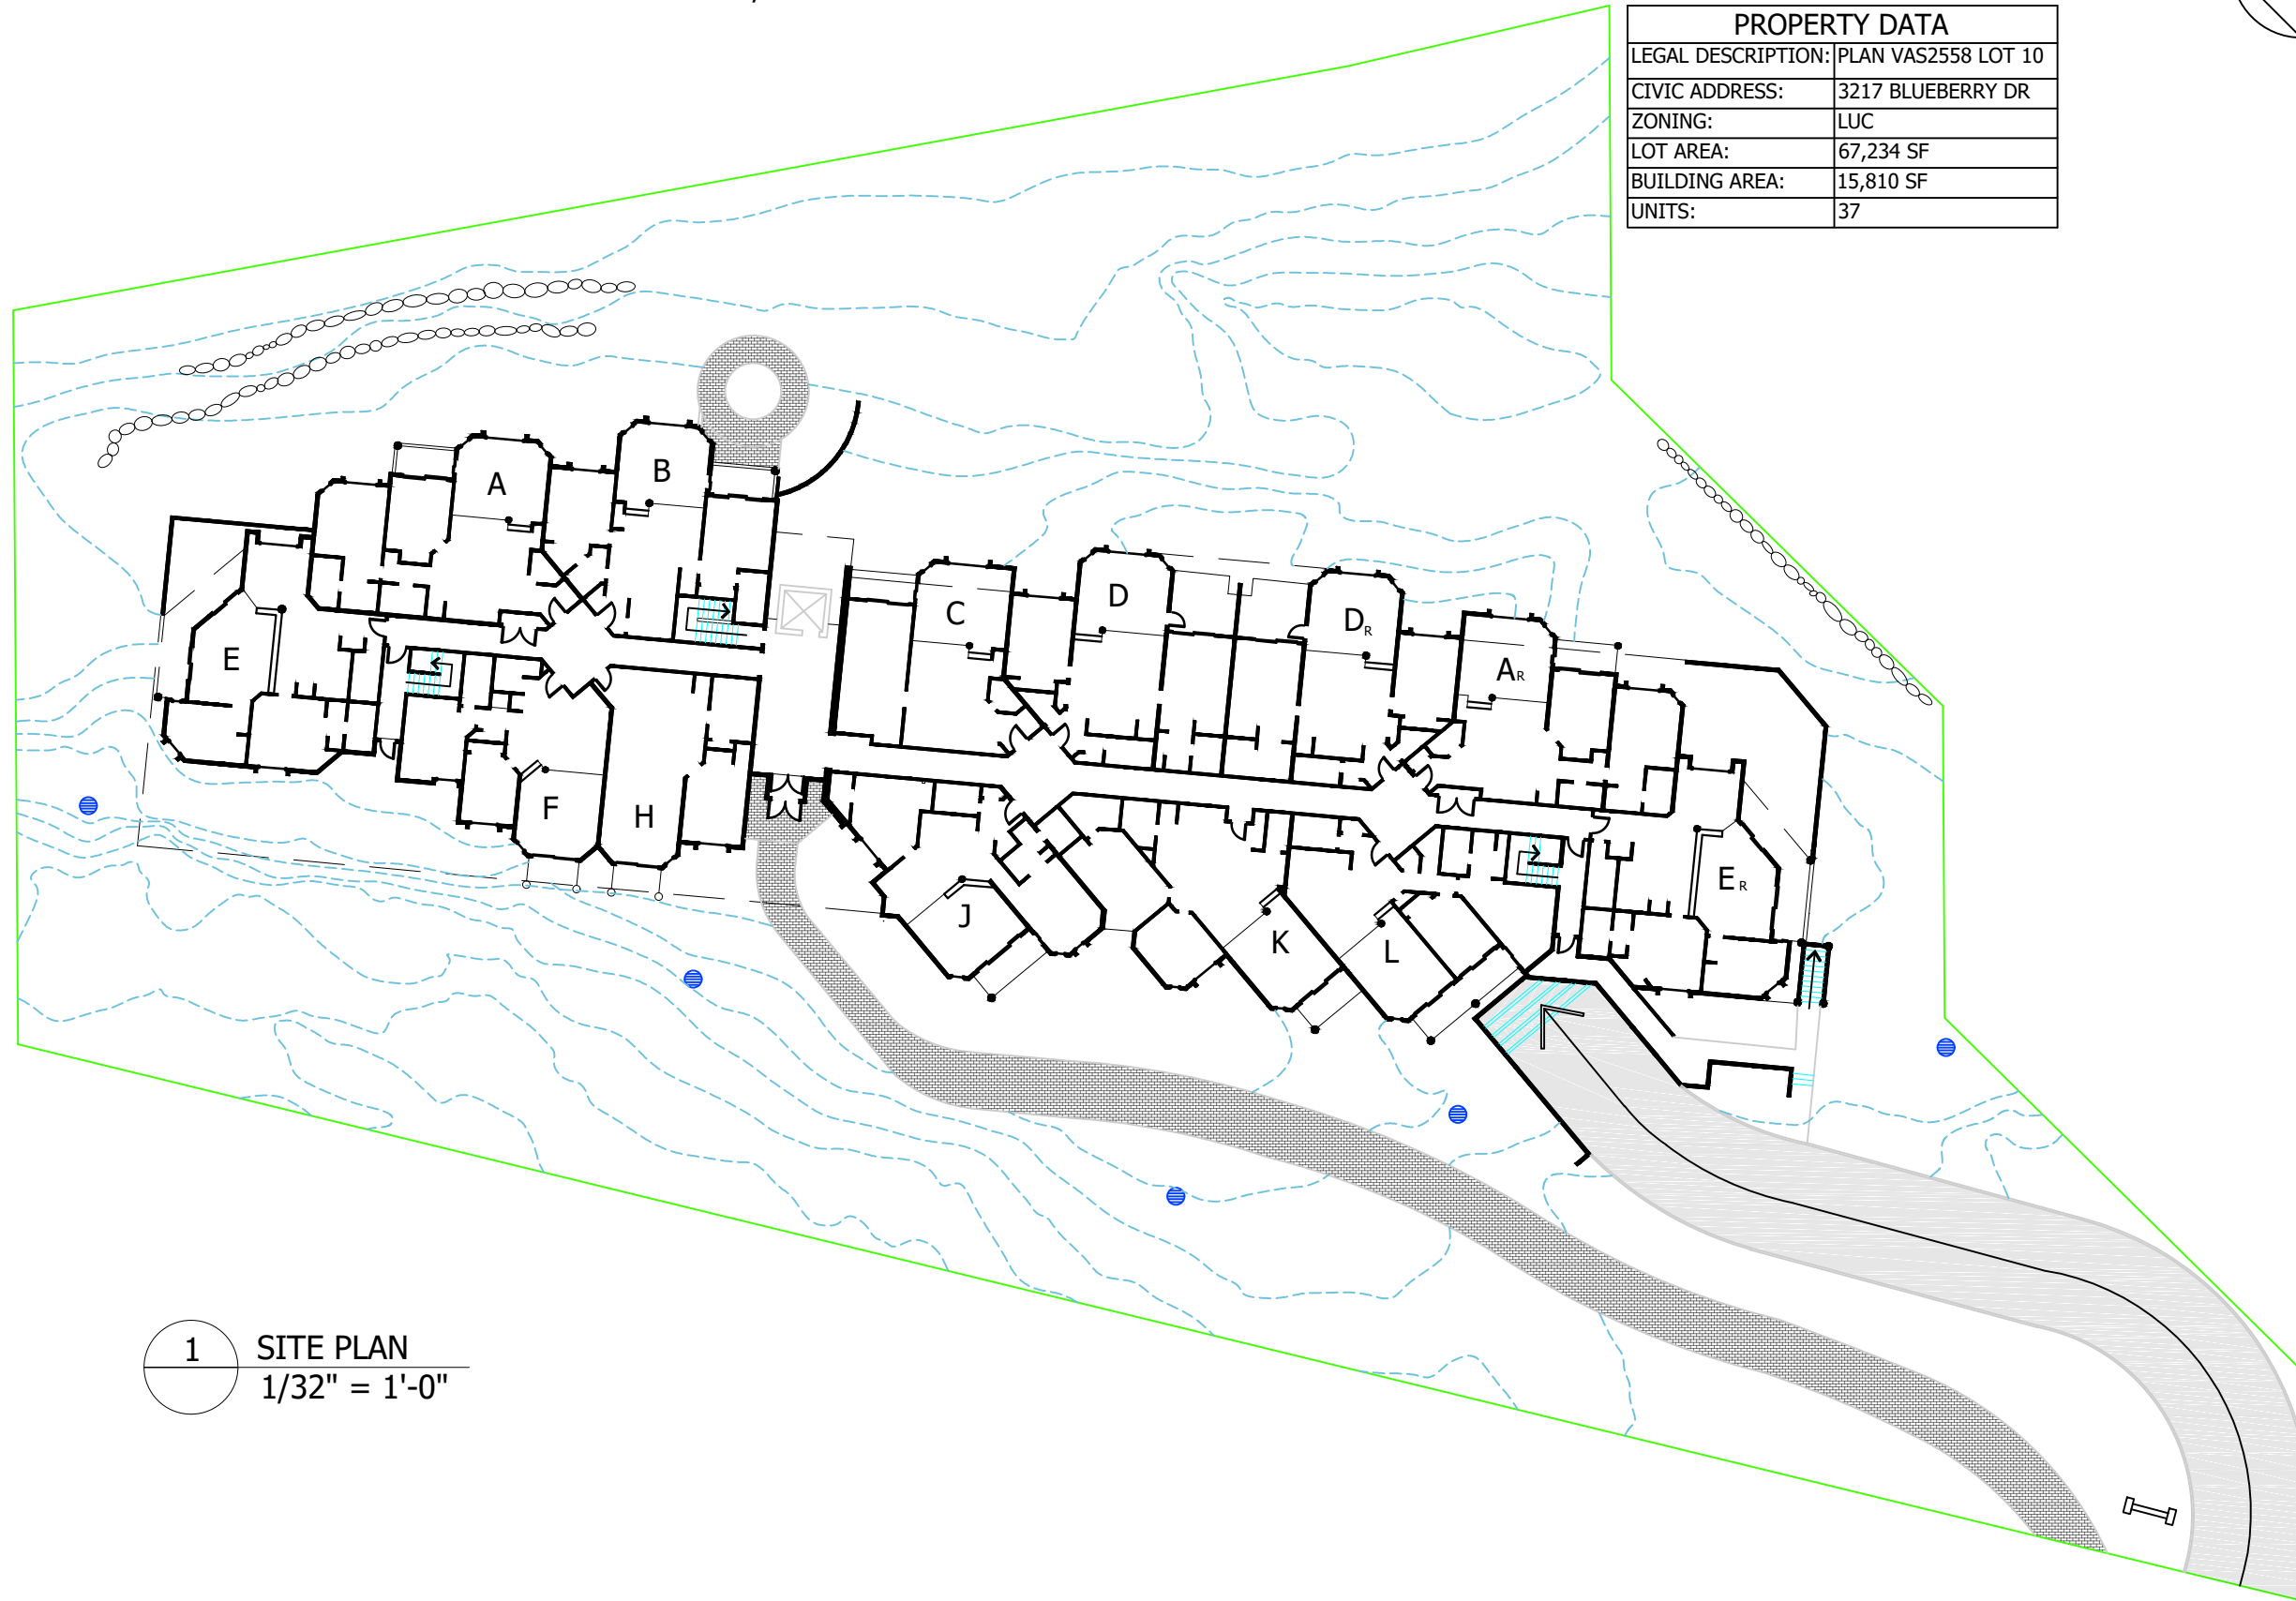 PROPERTY DATA
LEGAL DESCRIPTION: PLAN VAS2558 LOT 10
CIVIC ADDRESS: 3217 BLUEBERRY DR
ZONING: LUC
LOT AREA: 67,234 SF
BUILDING AREA: 15,810 SF
UNITS: 37
A
B
C
D
DR
AR
E
F
H
J
K
L
ER
1
SITE PLAN
1/32" = 1'-0"